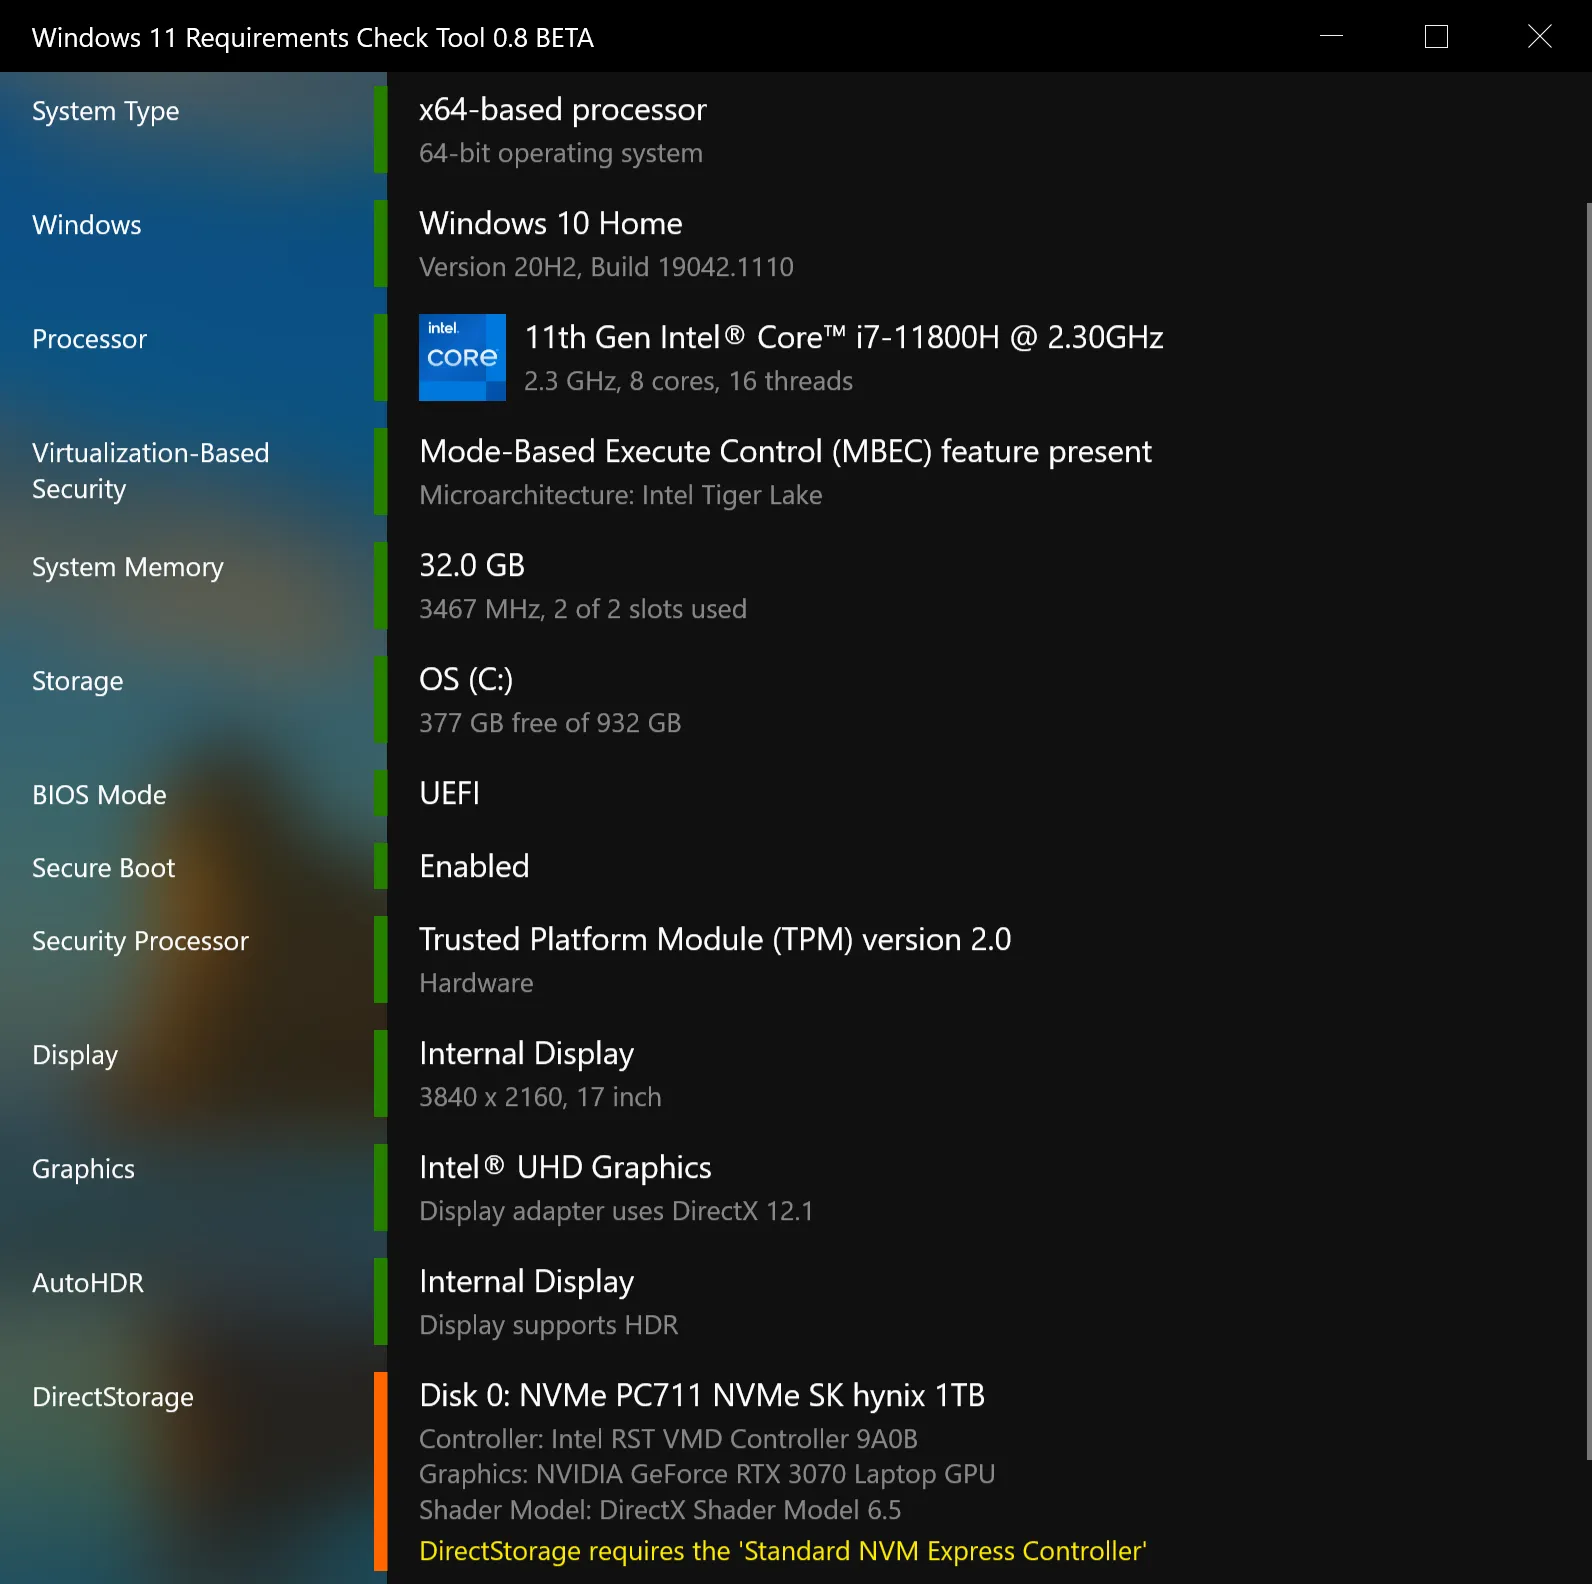 Windows 11 Requirements Check Tool 0.8 BETA
System Type
x64-based processor
64-bit operating system
Windows
Windows 10 Home
Version 20H2, Build 19042.1110
Processor
intel.
CORE
11th Gen Intel® Core™ i7-11800H @ 2.30GHz
2.3 GHz, 8 cores, 16 threads
Virtualization-Based
Security
Mode-Based Execute Control (MBEC) feature present
Microarchitecture: Intel Tiger Lake
System Memory
32.0 GB
3467 MHz, 2 of 2 slots used
Storage
OS (C:)
377 GB free of 932 GB
BIOS Mode
UEFI
Secure Boot
Enabled
Security Processor
Trusted Platform Module (TPM) version 2.0
Hardware
Display
Internal Display
3840 x 2160, 17 inch
Graphics
Intel® UHD Graphics
Display adapter uses DirectX 12.1
AutoHDR
Internal Display
Display supports HDR
DirectStorage
Disk 0: NVMe PC711 NVMe SK hynix 1TB
Controller: Intel RST VMD Controller 9A0B
Graphics: NVIDIA GeForce RTX 3070 Laptop GPU
Shader Model: DirectX Shader Model 6.5
DirectStorage requires the 'Standard NVM Express Controller'